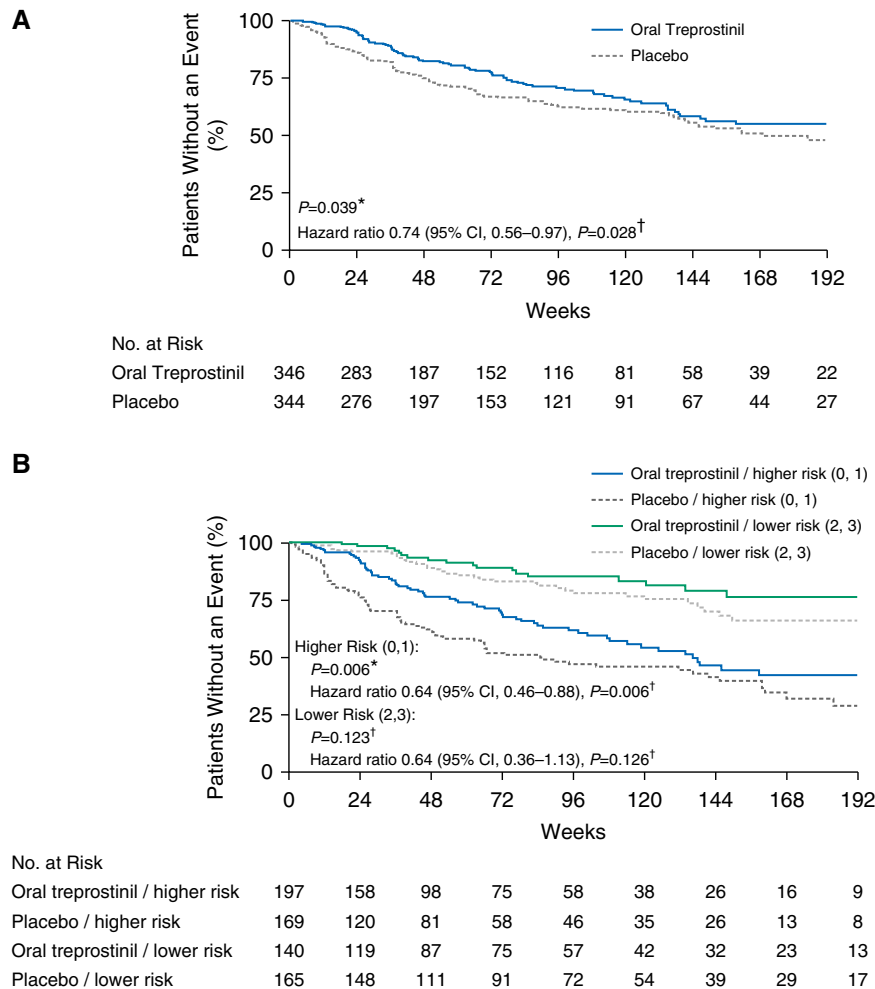 A
Patients Without an Event
(%)
100
75
50
25
0
Oral Treprostinil
Placebo
P=0.039*
Hazard ratio 0.74 (95% CI, 0.56–0.97), P=0.028†
0 24 48 72 96 120 144 168 192
Weeks
No. at Risk
Oral Treprostinil 346 283 187 152 116 81 58 39 22
Placebo 344 276 197 153 121 91 67 44 27
B
Oral treprostinil / higher risk (0, 1)
Placebo / higher risk (0, 1)
Oral treprostinil / lower risk (2, 3)
Placebo / lower risk (2, 3)
Patients Without an Event (%)
100
75
50
25
0
Higher Risk (0,1):
P=0.006*
Hazard ratio 0.64 (95% CI, 0.46–0.88), P=0.006†
Lower Risk (2,3):
P=0.123†
Hazard ratio 0.64 (95% CI, 0.36–1.13), P=0.126†
0 24 48 72 96 120 144 168 192
Weeks
No. at Risk
Oral treprostinil / higher risk 197 158 98 75 58 38 26 16 9
Placebo / higher risk 169 120 81 58 46 35 26 13 8
Oral treprostinil / lower risk 140 119 87 75 57 42 32 23 13
Placebo / lower risk 165 148 111 91 72 54 39 29 17